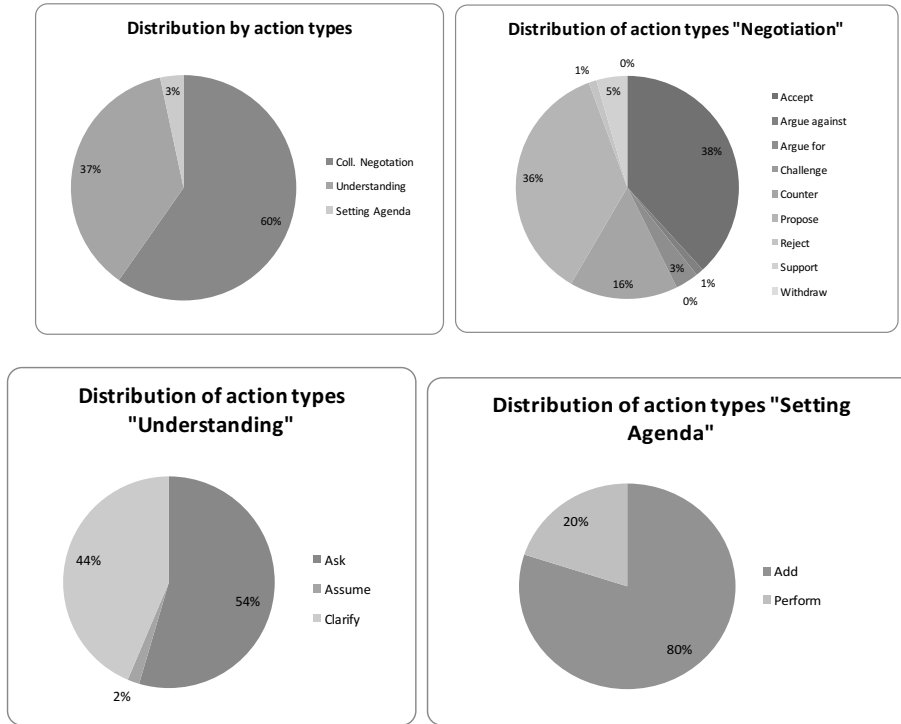 Distribution by action types
3%
37%
60%
Coll. Negotation
Understanding
Setting Agenda
Distribution of action types "Negotiation"
0%
1%
5%
38%
36%
16%
3%
1%
0%
Accept
Argue against
Argue for
Challenge
Counter
Propose
Reject
Support
Withdraw
Distribution of action types
"Understanding"
44%
54%
2%
Ask
Assume
Clarify
Distribution of action types "Setting
Agenda"
20%
80%
Add
Perform